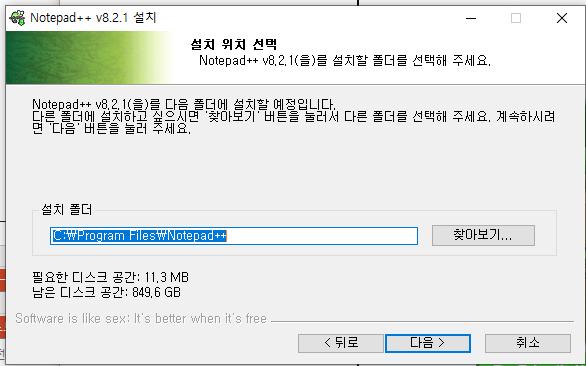 Notepad++ v8.2.1 설치
설치 위치 선택
Notepad++ v8.2.1(을)를 설치할 폴더를 선택해 주세요.
Notepad++ v8.2.1(을)를 다음 폴더에 설치할 예정입니다.
다른 폴더에 설치하고 싶으시면 '찾아보기' 버튼을 눌러서 다른 폴더를 선택해 주세요. 계속하시려
면 '다음' 버튼을 눌러 주세요.
설치 폴더
C:₩Program Files₩Notepad++
찾아보기...
필요한 디스크 공간: 11.3 MB
남은 디스크 공간: 849.6 GB
Software is like sex: It's better when it's free
< 뒤로
다음 >
취소